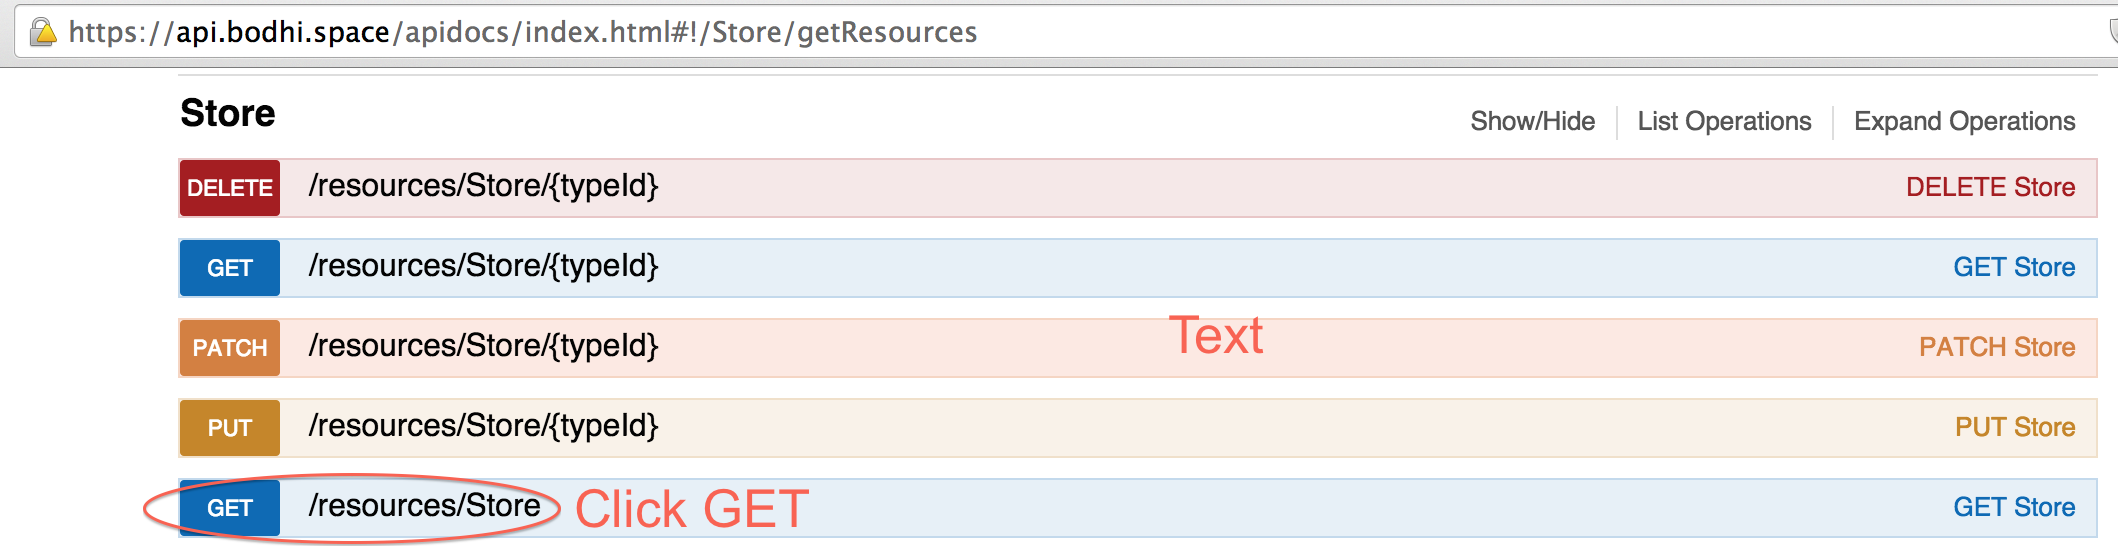 https://api.bodhi.space/apidocs/index.html#!/Store/getResources
Store
Show/Hide List Operations Expand Operations
DELETE /resources/Store/{typeId} DELETE Store
GET /resources/Store/{typeId} GET Store
Text
PATCH /resources/Store/{typeId} PATCH Store
PUT /resources/Store/{typeId} PUT Store
GET /resources/Store Click GET GET Store